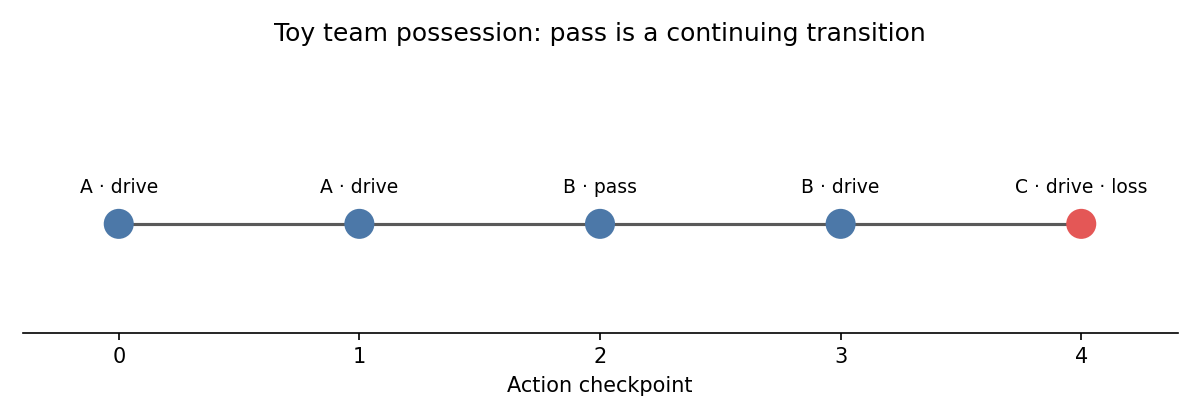 Toy team possession: pass is a continuing transition
A · drive
A · drive
B · pass
B · drive
C · drive · loss
0
1
2
3
4
Action checkpoint